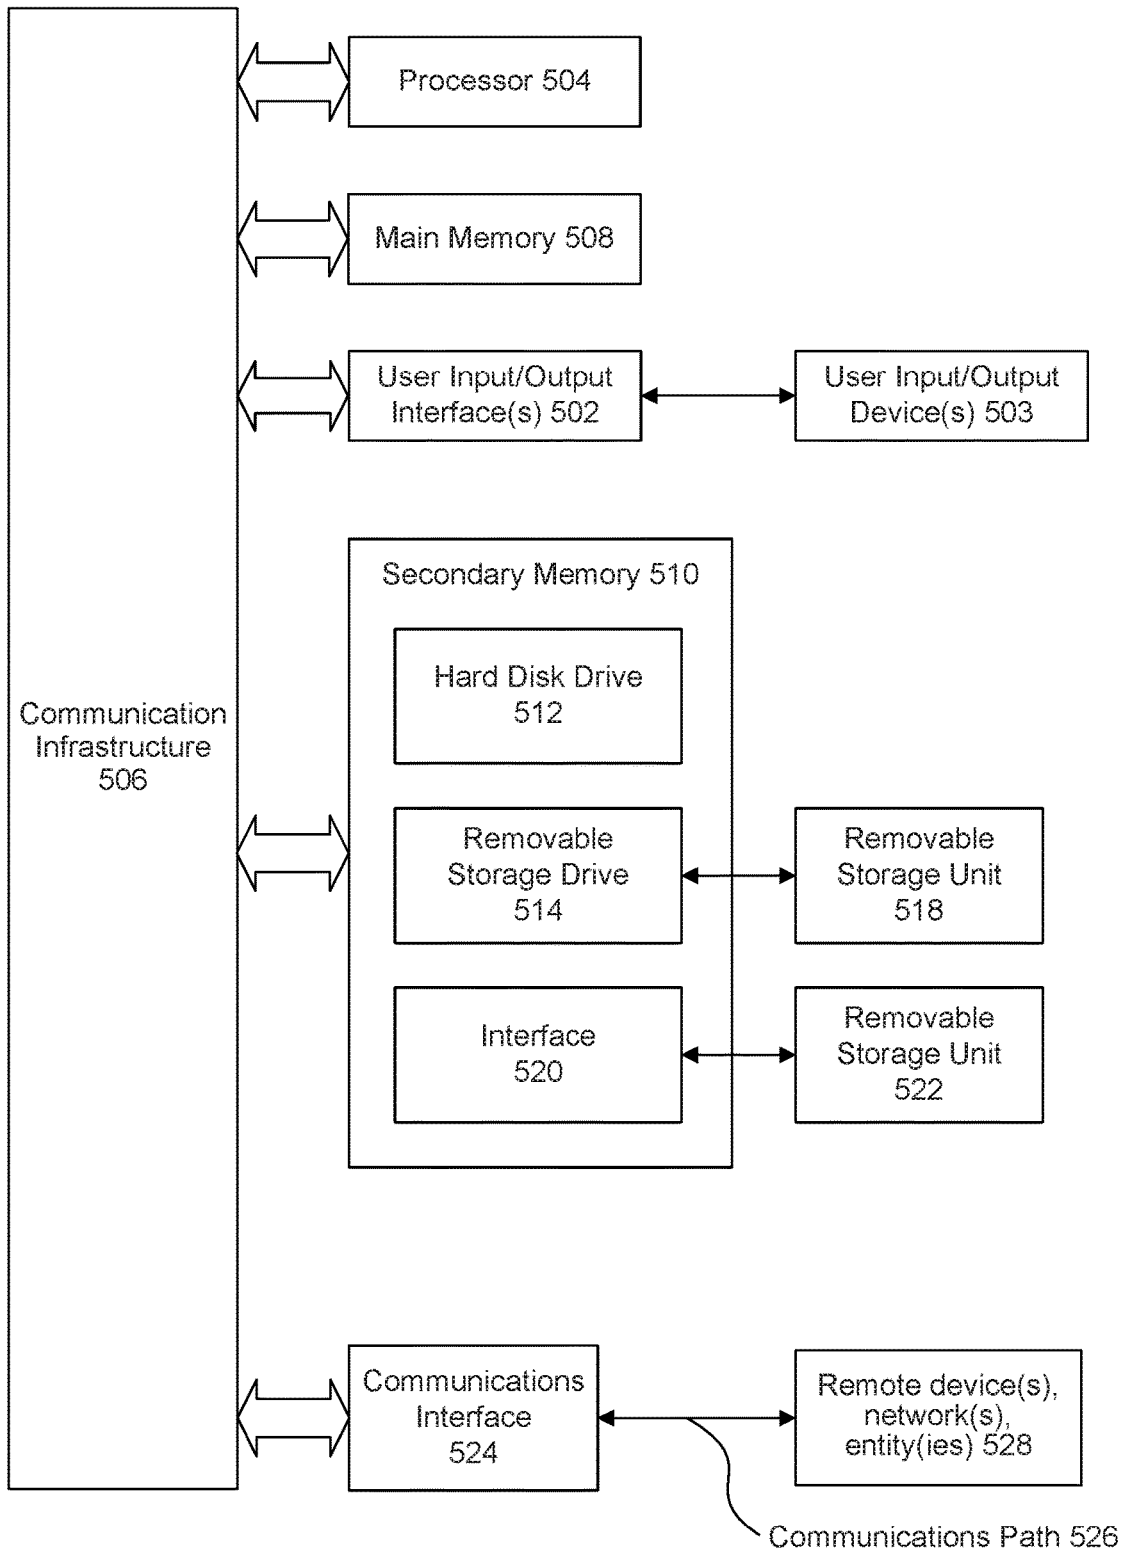 Processor 504
Main Memory 508
User Input/Output
Interface(s) 502
User Input/Output
Device(s) 503
Secondary Memory 510
Hard Disk Drive
512
Communication
Infrastructure
506
Removable
Storage Drive
514
Removable
Storage Unit
518
Interface
520
Removable
Storage Unit
522
Communications
Interface
524
Remote device(s),
network(s),
entity(ies) 528
Communications Path 526